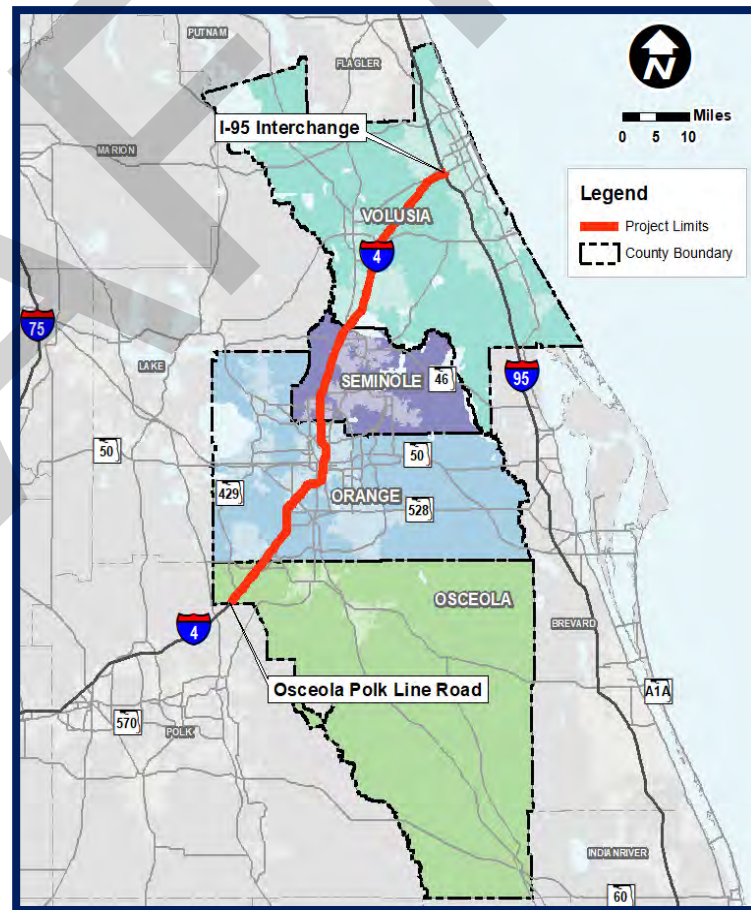 PUTNAM
FLAGLER
N
Miles
0 5 10
I-95 Interchange
MARION
Legend
Project Limits
County Boundary
VOLUSIA
4
75
LAKE
SEMINOLE
46
95
50
50
429
ORANGE
528
OSCEOLA
4
BREVARD
Osceola Polk Line Road
A1A
570
POLK
INDIAN RIVER
60